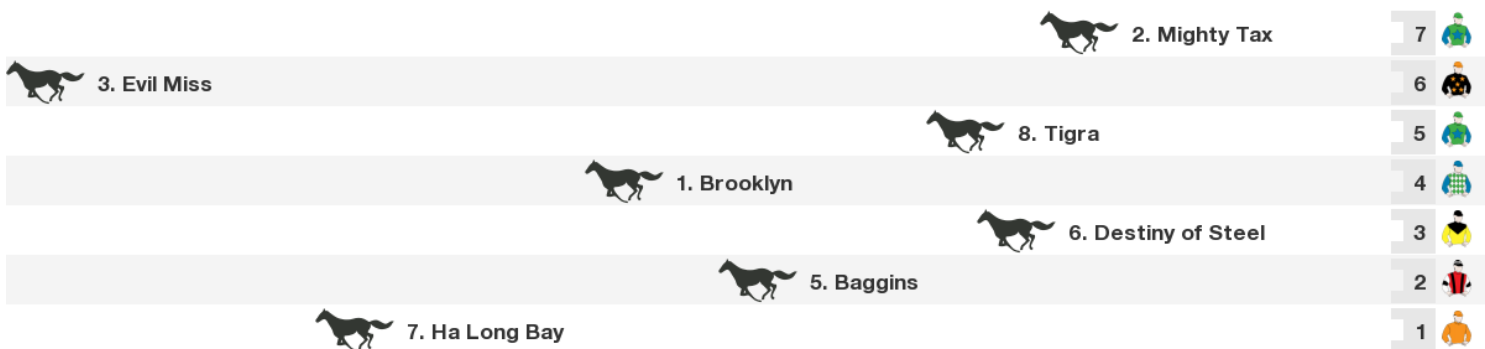 2. Mighty Tax 7
3. Evil Miss 6
8. Tigra 5
1. Brooklyn 4
6. Destiny of Steel 3
5. Baggins 2
7. Ha Long Bay 1